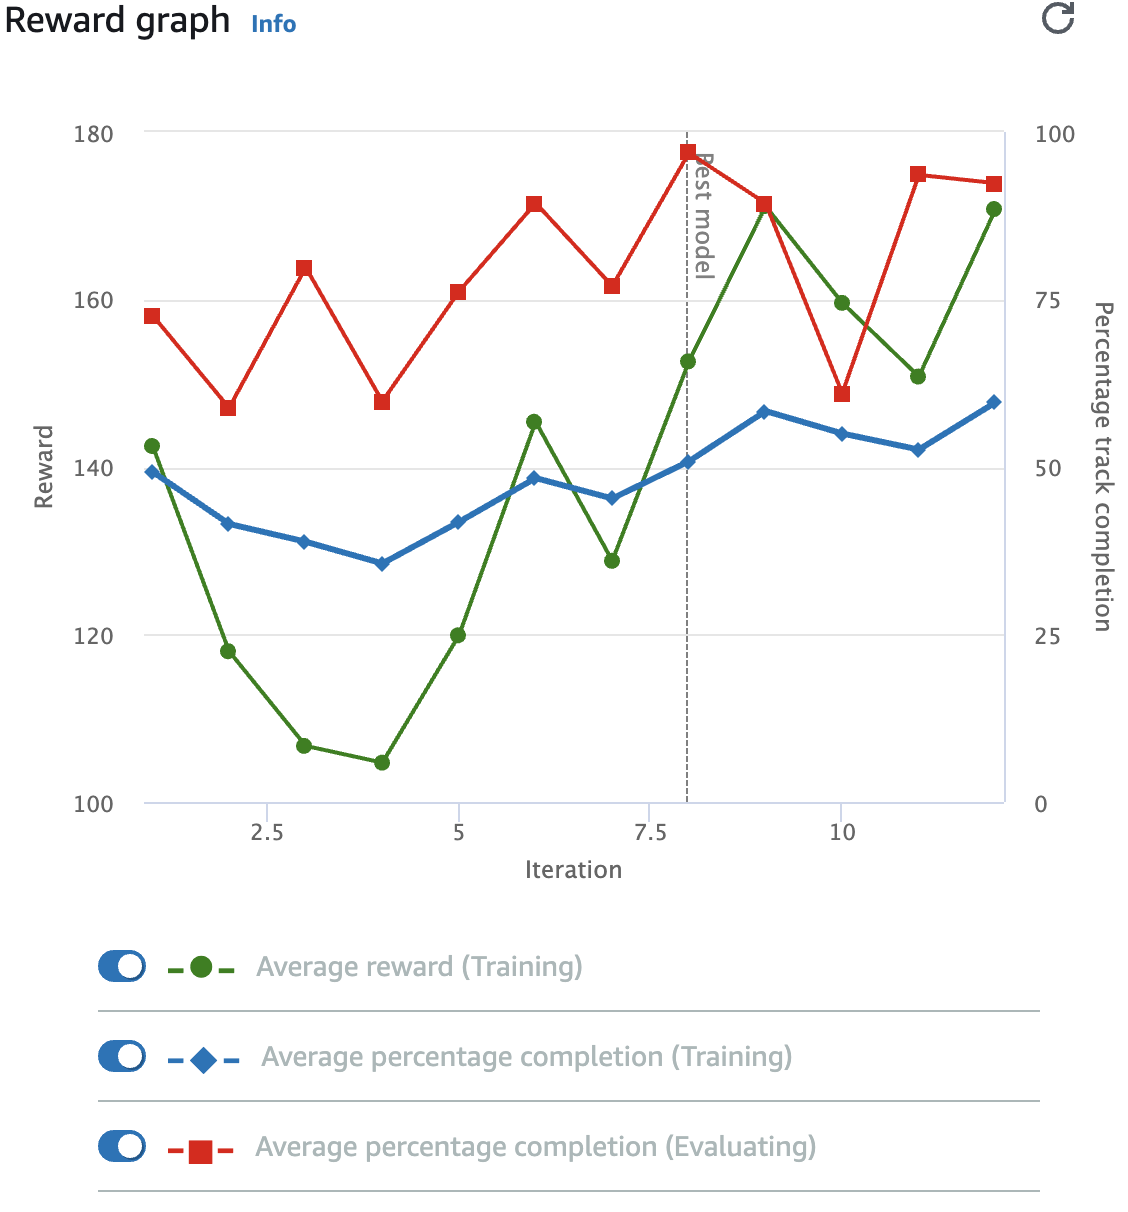 Reward graph Info
180
160
140
120
100
100
75
50
25
0
Reward
Percentage track completion
Best model
2.5
5
7.5
10
Iteration
Average reward (Training)
Average percentage completion (Training)
Average percentage completion (Evaluating)